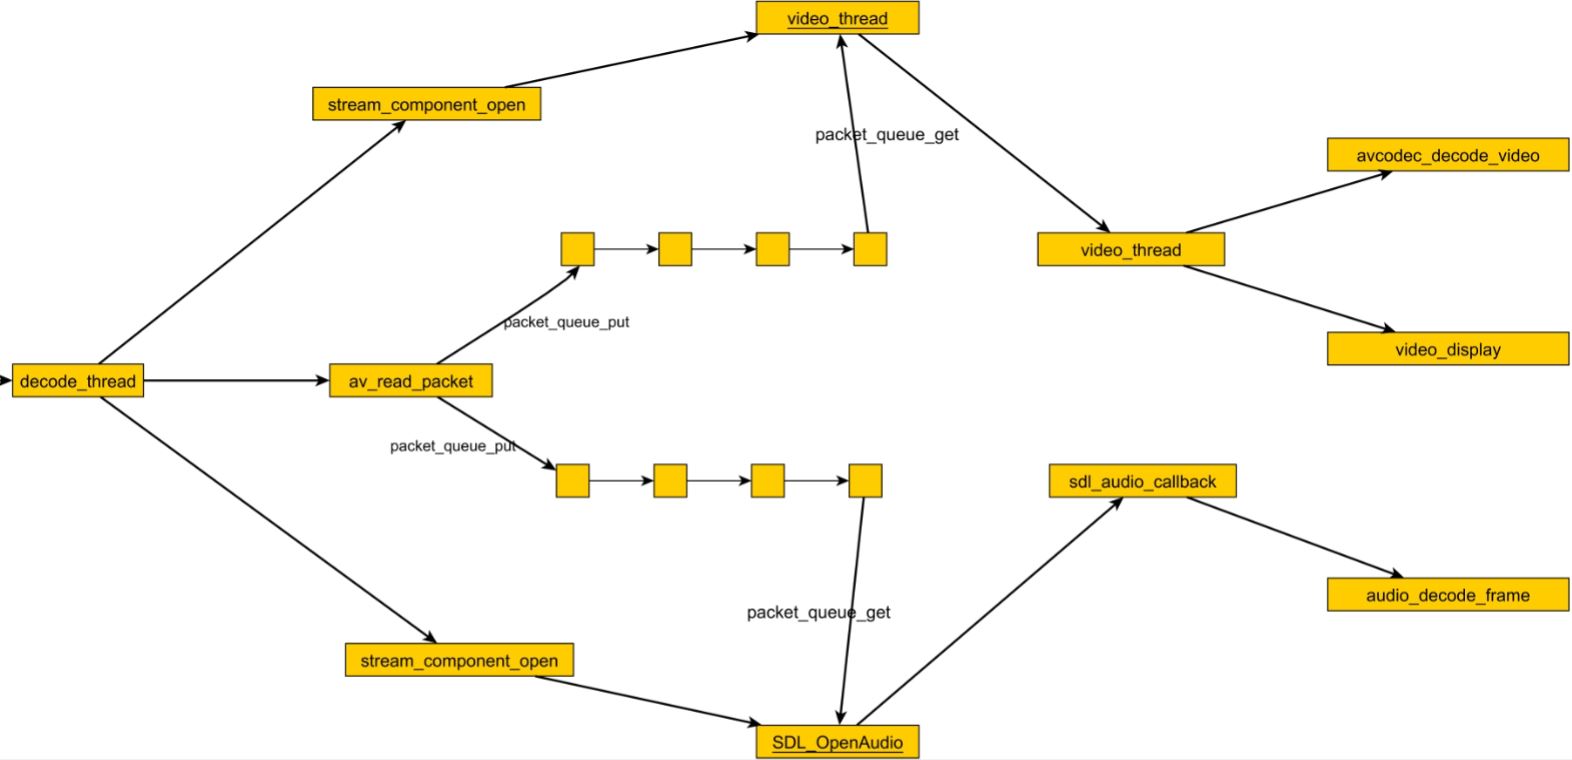 video_thread
stream_component_open
packet_queue_get
avcodec_decode_video
video_thread
packet_queue_put
video_display
decode_thread
av_read_packet
packet_queue_put
sdl_audio_callback
audio_decode_frame
packet_queue_get
stream_component_open
SDL_OpenAudio